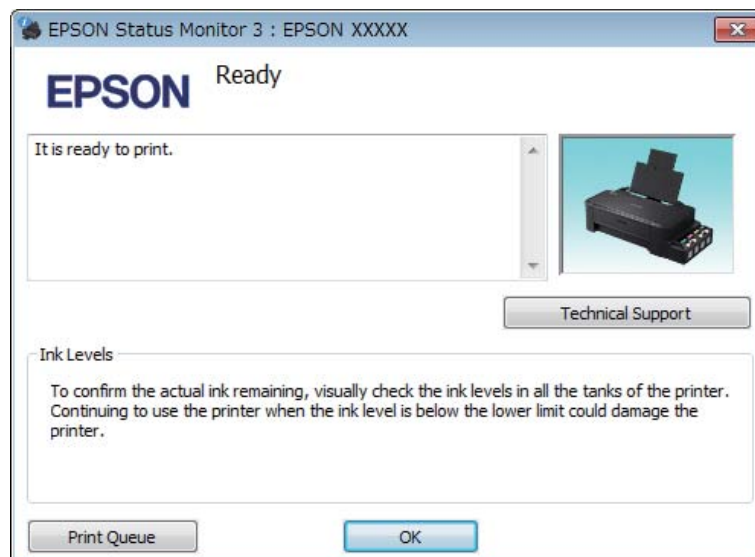 EPSON Status Monitor 3 : EPSON XXXXX
EPSON
Ready
It is ready to print.
Technical Support
Ink Levels
To confirm the actual ink remaining, visually check the ink levels in all the tanks of the printer.
Continuing to use the printer when the ink level is below the lower limit could damage the
printer.
Print Queue
OK